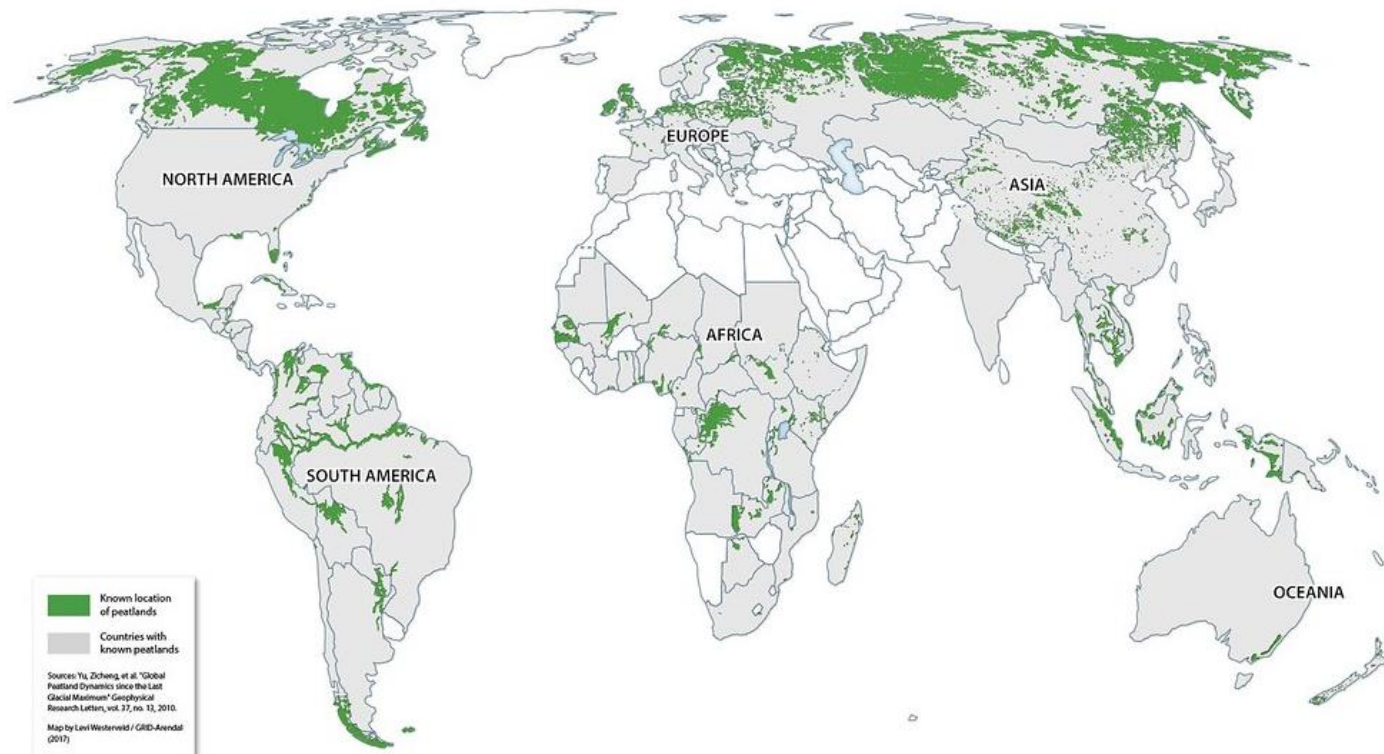 NORTH AMERICA
EUROPE
ASIA
AFRICA
SOUTH AMERICA
OCEANIA
Known location
of peatlands
Countries with
known peatlands
Sources: Yu, Zicheng, et al. "Global
Peatland Dynamics since the Last
Glacial Maximum" Geophysical
Research Letters, vol. 37, no. 13, 2010.
Map by Levi Westerveld / GRID-Arendal
(2017)